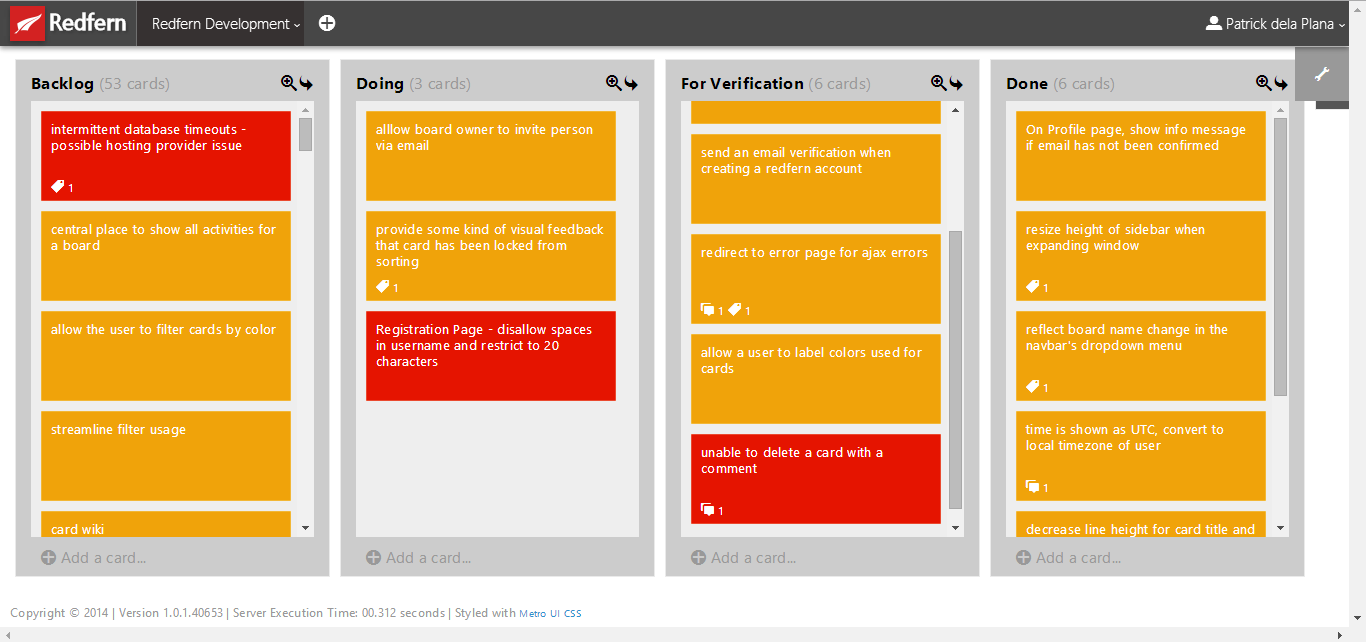 Redfern
Redfern Development
Patrick dela Plana
Backlog (53 cards)
intermittent database timeouts -
possible hosting provider issue
1
central place to show all activities for
a board
allow the user to filter cards by color
streamline filter usage
card wiki
Add a card...
Doing (3 cards)
alllow board owner to invite person
via email
provide some kind of visual feedback
that card has been locked from
sorting
1
Registration Page - disallow spaces
in username and restrict to 20
characters
Add a card...
For Verification (6 cards)
send an email verification when
creating a redfern account
redirect to error page for ajax errors
1 1
allow a user to label colors used for
cards
unable to delete a card with a
comment
1
Add a card...
Done (6 cards)
On Profile page, show info message
if email has not been confirmed
resize height of sidebar when
expanding window
1
reflect board name change in the
navbar's dropdown menu
1
time is shown as UTC, convert to
local timezone of user
1
decrease line height for card title and
Add a card...
Copyright © 2014 | Version 1.0.1.40653 | Server Execution Time: 00.312 seconds | Styled with Metro UI CSS